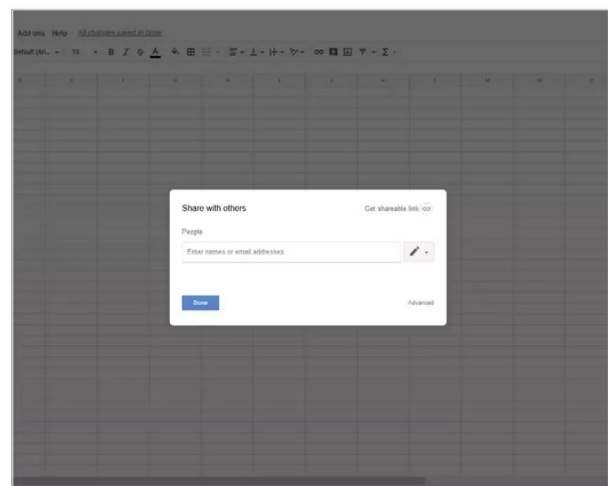 Add-ons Help All changes saved in Drive
Default (Ari... 10 B I S A
Share with others
Get shareable link
People
Enter names or email addresses
Done
Advanced